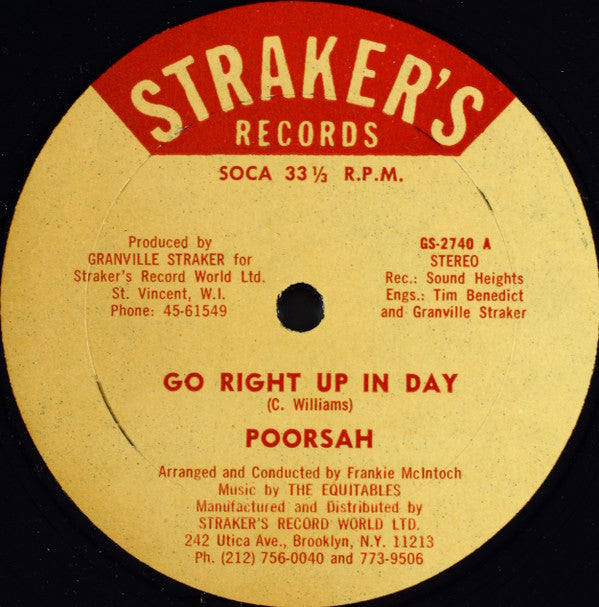 STRAKER'S
RECORDS
SOCA 33 ⅓ R.P.M.
Produced by
GRANVILLE STRAKER for
Straker's Record World Ltd.
St. Vincent, W.I.
Phone: 45-61549
GS-2740 A
STEREO
Rec.: Sound Heights
Engs.: Tim Benedict
and Granville Straker
GO RIGHT UP IN DAY
(C. Williams)
POORSAH
Arranged and Conducted by Frankie McIntoch
Music by THE EQUITABLES
Manufactured and Distributed by
STRAKER'S RECORD WORLD LTD.
242 Utica Ave., Brooklyn, N.Y. 11213
Ph. (212) 756-0040 and 773-9506